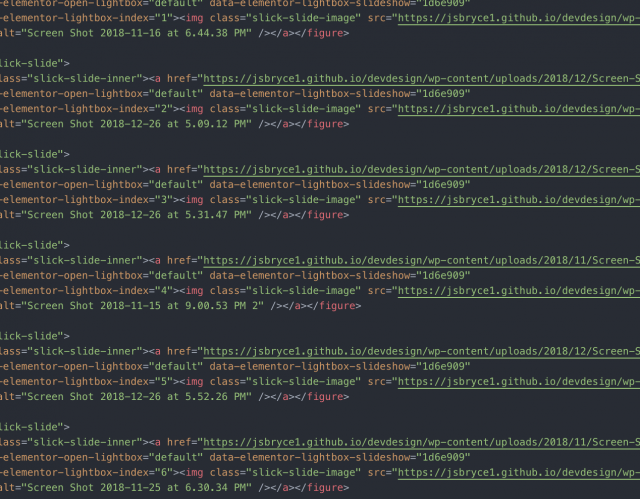 -elementor-open-lightbox="default" data-elementor-lightbox-slideshow="1d6e909"
-elementor-lightbox-index="1"><img class="slick-slide-image" src="https://jsbryce1.github.io/devdesign/wp-
alt="Screen Shot 2018-11-16 at 6.44.38 PM" /></a></figure>
lick-slide">
lass="slick-slide-inner"><a href="https://jsbryce1.github.io/devdesign/wp-content/uploads/2018/12/Screen-S
-elementor-open-lightbox="default" data-elementor-lightbox-slideshow="1d6e909"
-elementor-lightbox-index="2"><img class="slick-slide-image" src="https://jsbryce1.github.io/devdesign/wp-
alt="Screen Shot 2018-12-26 at 5.09.12 PM" /></a></figure>
lick-slide">
lass="slick-slide-inner"><a href="https://jsbryce1.github.io/devdesign/wp-content/uploads/2018/12/Screen-S
-elementor-open-lightbox="default" data-elementor-lightbox-slideshow="1d6e909"
-elementor-lightbox-index="3"><img class="slick-slide-image" src="https://jsbryce1.github.io/devdesign/wp-
alt="Screen Shot 2018-12-26 at 5.31.47 PM" /></a></figure>
lick-slide">
lass="slick-slide-inner"><a href="https://jsbryce1.github.io/devdesign/wp-content/uploads/2018/11/Screen-S
-elementor-open-lightbox="default" data-elementor-lightbox-slideshow="1d6e909"
-elementor-lightbox-index="4"><img class="slick-slide-image" src="https://jsbryce1.github.io/devdesign/wp-
alt="Screen Shot 2018-11-15 at 9.00.53 PM 2" /></a></figure>
lick-slide">
lass="slick-slide-inner"><a href="https://jsbryce1.github.io/devdesign/wp-content/uploads/2018/12/Screen-S
-elementor-open-lightbox="default" data-elementor-lightbox-slideshow="1d6e909"
-elementor-lightbox-index="5"><img class="slick-slide-image" src="https://jsbryce1.github.io/devdesign/wp-
alt="Screen Shot 2018-12-26 at 5.52.26 PM" /></a></figure>
lick-slide">
lass="slick-slide-inner"><a href="https://jsbryce1.github.io/devdesign/wp-content/uploads/2018/11/Screen-S
-elementor-open-lightbox="default" data-elementor-lightbox-slideshow="1d6e909"
-elementor-lightbox-index="6"><img class="slick-slide-image" src="https://jsbryce1.github.io/devdesign/wp-
alt="Screen Shot 2018-11-25 at 6.30.34 PM" /></a></figure>